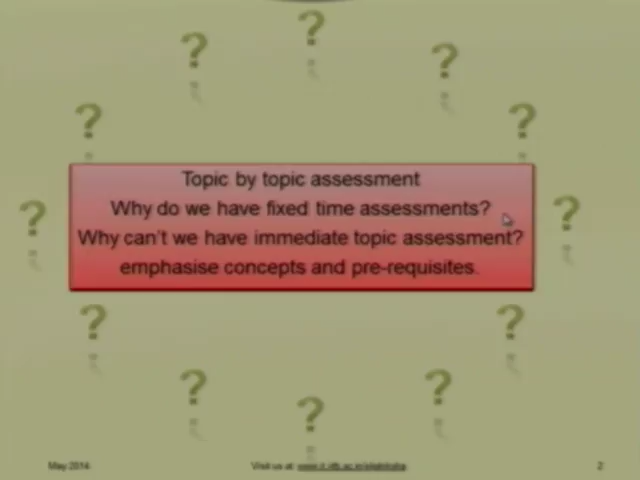 Topic by topic assessment
Why do we have fixed time assessments?
Why can't we have immediate topic assessment?
emphasise concepts and pre-requisites.
May 2014
Visit us at:
2